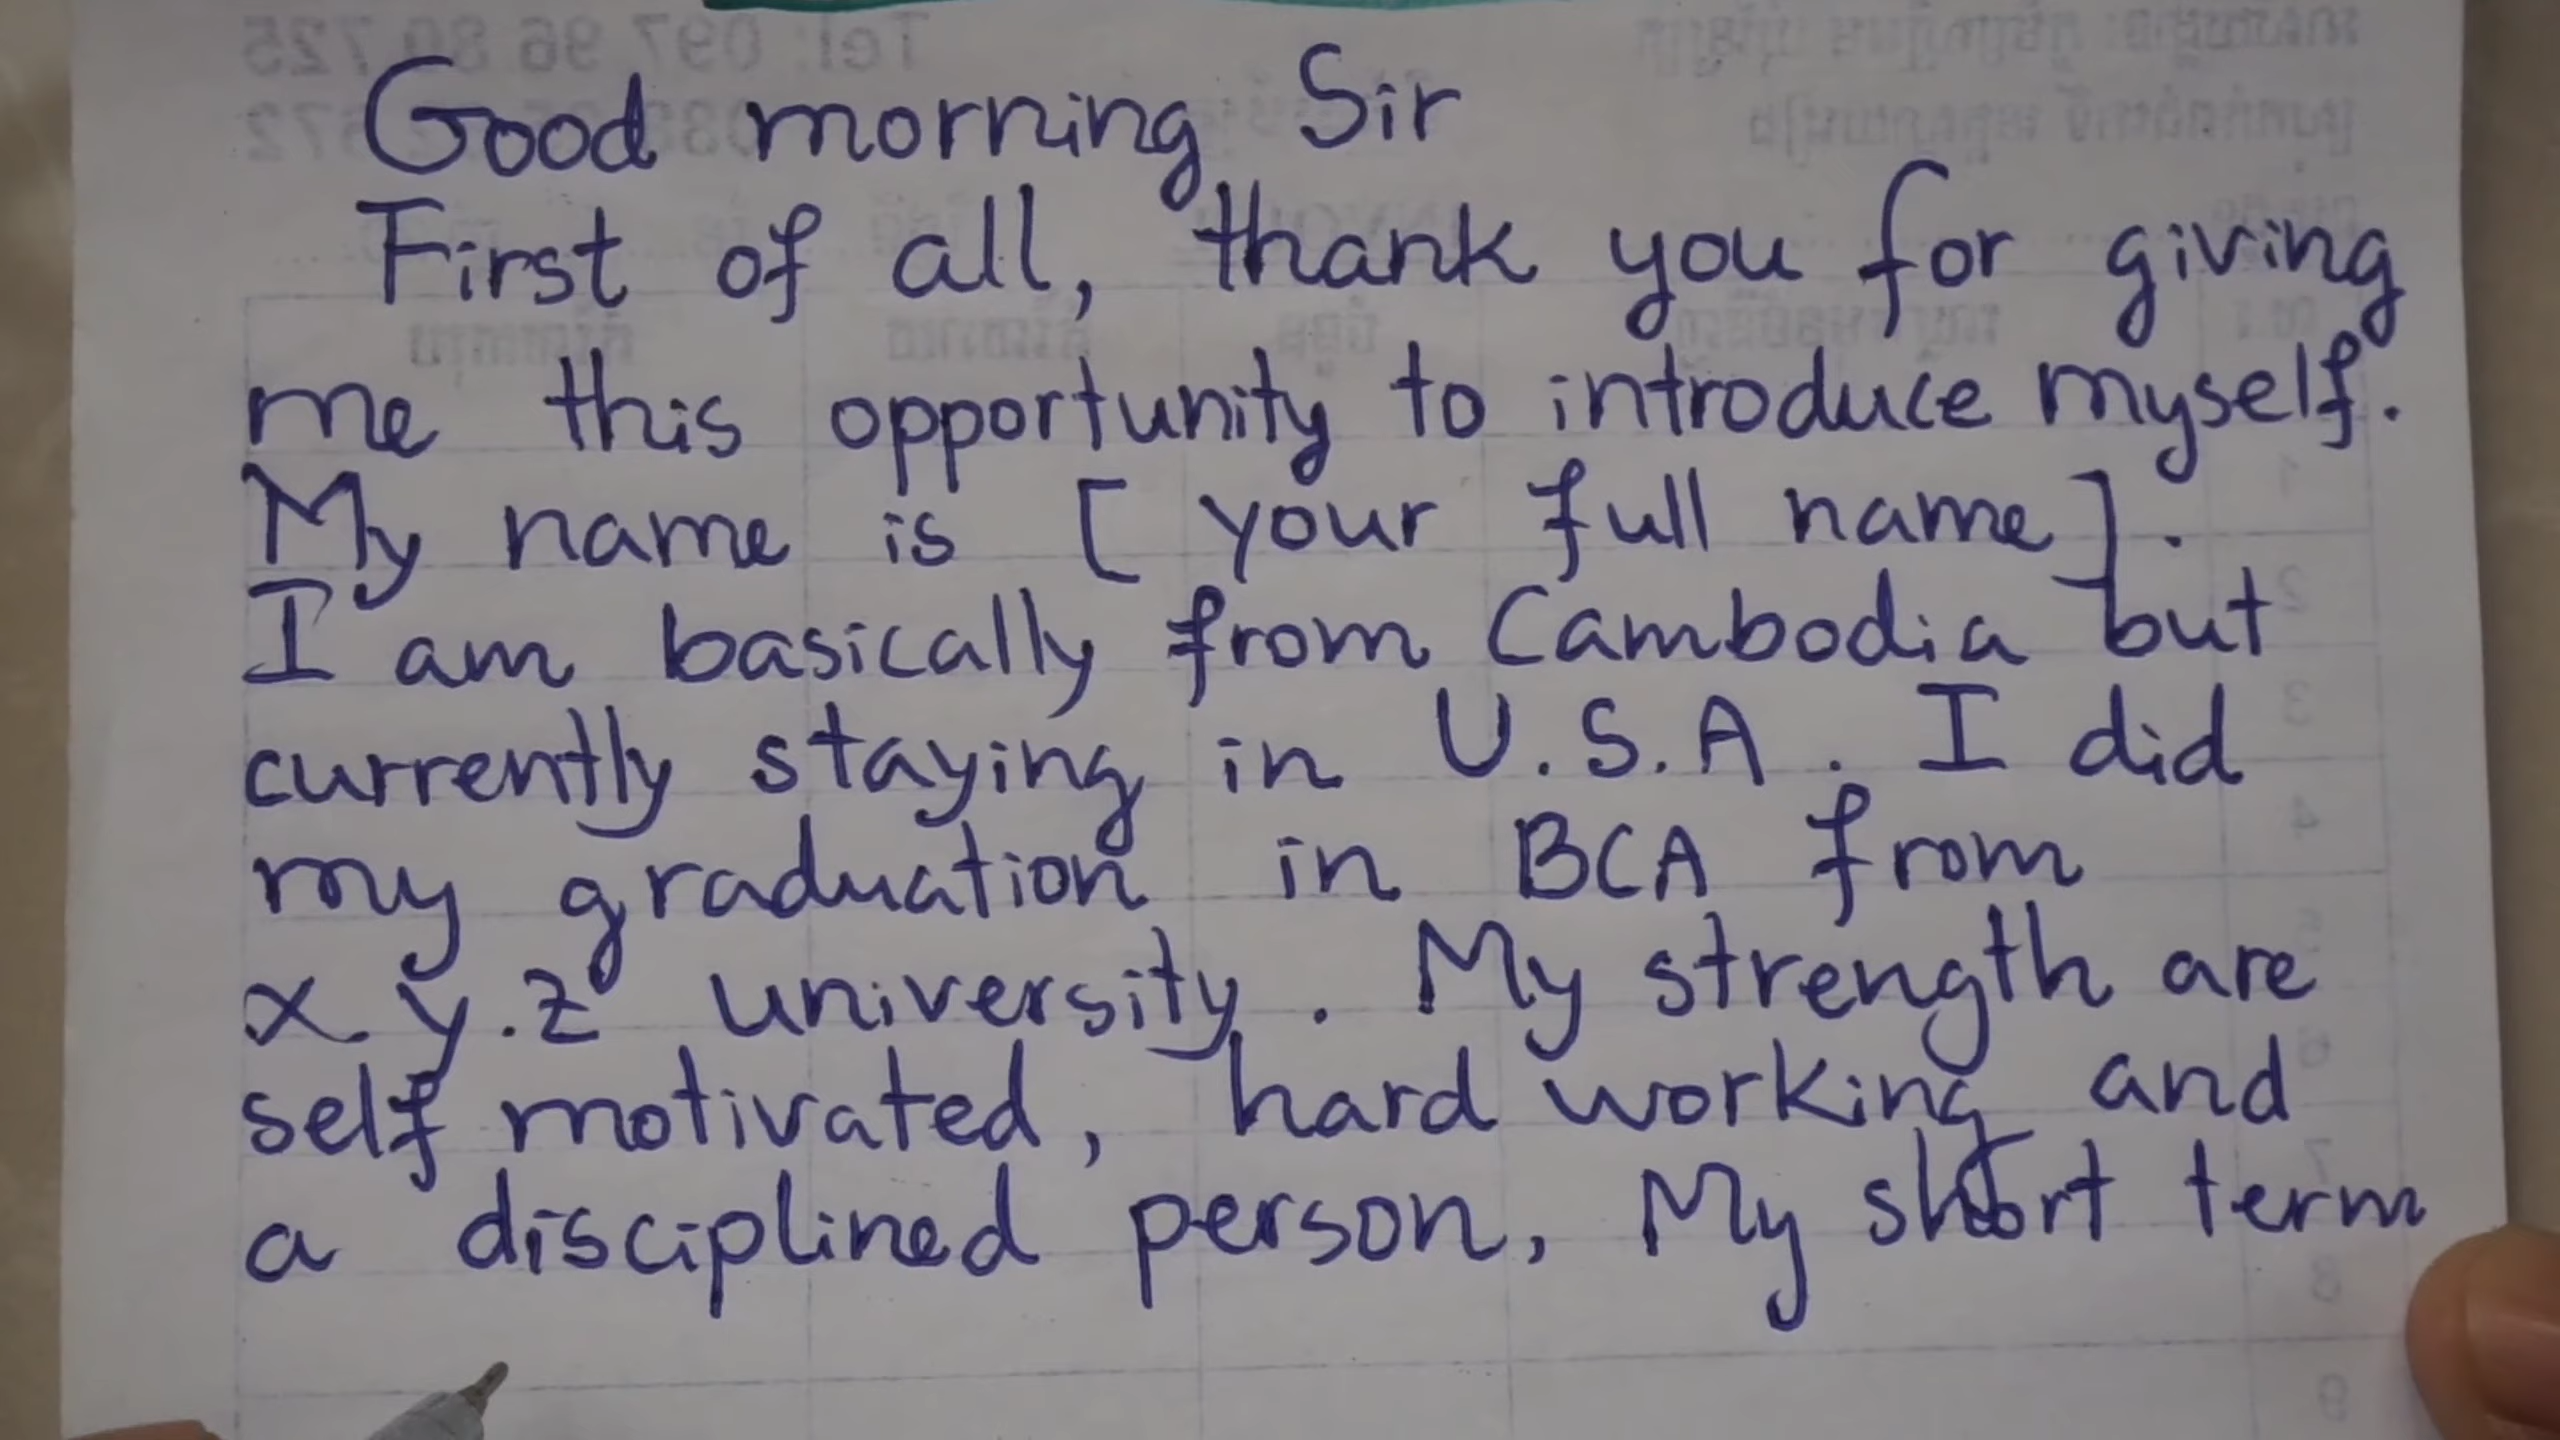 Good morning Sir
First of all, thank you for giving
me this opportunity to introduce myself.
My name is [ your full name ].
I am basically from Cambodia but
currently staying in U.S.A. I did
my graduation in BCA from
x.y.z university. My strength are
self motivated, hard working and
a disciplined person, My short term